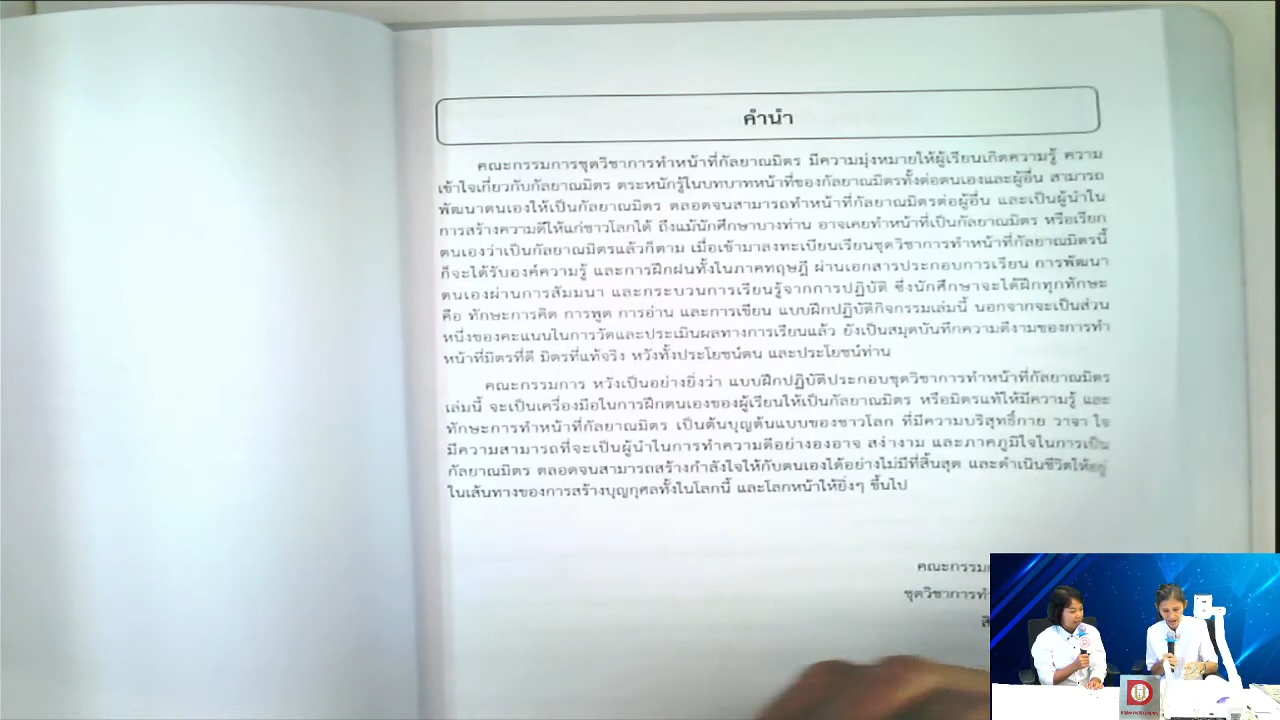 คำนำ
คณะกรรมการชุดวิชาการทำหน้าที่กัลยาณมิตร มีความมุ่งหมายให้ผู้เรียนเกิดความรู้ ความ
เข้าใจเกี่ยวกับกัลยาณมิตร ตระหนักรู้ในบทบาทหน้าที่ของกัลยาณมิตรทั้งต่อตนเองและผู้อื่น สามารถ
พัฒนาตนเองให้เป็นกัลยาณมิตร ตลอดจนสามารถทำหน้าที่กัลยาณมิตรต่อผู้อื่น และเป็นผู้นำใน
การสร้างความดีให้แก่ชาวโลกได้ ถึงแม้นักศึกษาบางท่าน อาจเคยทำหน้าที่เป็นกัลยาณมิตร หรือเรียก
ตนเองว่าเป็นกัลยาณมิตรแล้วก็ตาม เมื่อเข้ามาลงทะเบียนเรียนชุดวิชาการทำหน้าที่กัลยาณมิตรนี้
ก็จะได้รับองค์ความรู้ และการฝึกฝนทั้งในภาคทฤษฎี ผ่านเอกสารประกอบการเรียน การพัฒนา
ตนเองผ่านการสัมมนา และกระบวนการเรียนรู้จากการปฏิบัติ ซึ่งนักศึกษาจะได้ฝึกทุกทักษะ
คือ ทักษะการคิด การพูด การอ่าน และการเขียน แบบฝึกปฏิบัติกิจกรรมเล่มนี้ นอกจากจะเป็นส่วน
หนึ่งของคะแนนในการวัดและประเมินผลทางการเรียนแล้ว ยังเป็นสมุดบันทึกความดีงามของการทำ
หน้าที่มิตรที่ดี มิตรที่แท้จริง หวังทั้งประโยชน์ตน และประโยชน์ท่าน
คณะกรรมการ หวังเป็นอย่างยิ่งว่า แบบฝึกปฏิบัติประกอบชุดวิชาการทำหน้าที่กัลยาณมิตร
เล่มนี้ จะเป็นเครื่องมือในการฝึกตนเองของผู้เรียนให้เป็นกัลยาณมิตร หรือมิตรแท้ให้มีความรู้ และ
ทักษะการทำหน้าที่กัลยาณมิตร เป็นต้นบุญต้นแบบของชาวโลก ที่มีความบริสุทธิ์กาย วาจา ใจ
มีความสามารถที่จะเป็นผู้นำในการทำความดีอย่างองอาจ สง่างาม และภาคภูมิใจในการเป็น
กัลยาณมิตร ตลอดจนสามารถสร้างกำลังใจให้กับตนเองได้อย่างไม่มีที่สิ้นสุด และดำเนินชีวิตให้อยู่
ในเส้นทางของการสร้างบุญกุศลทั้งในโลกนี้ และโลกหน้าให้ยิ่งๆ ขึ้นไป
คณะกรรม
ชุดวิชาการทำ